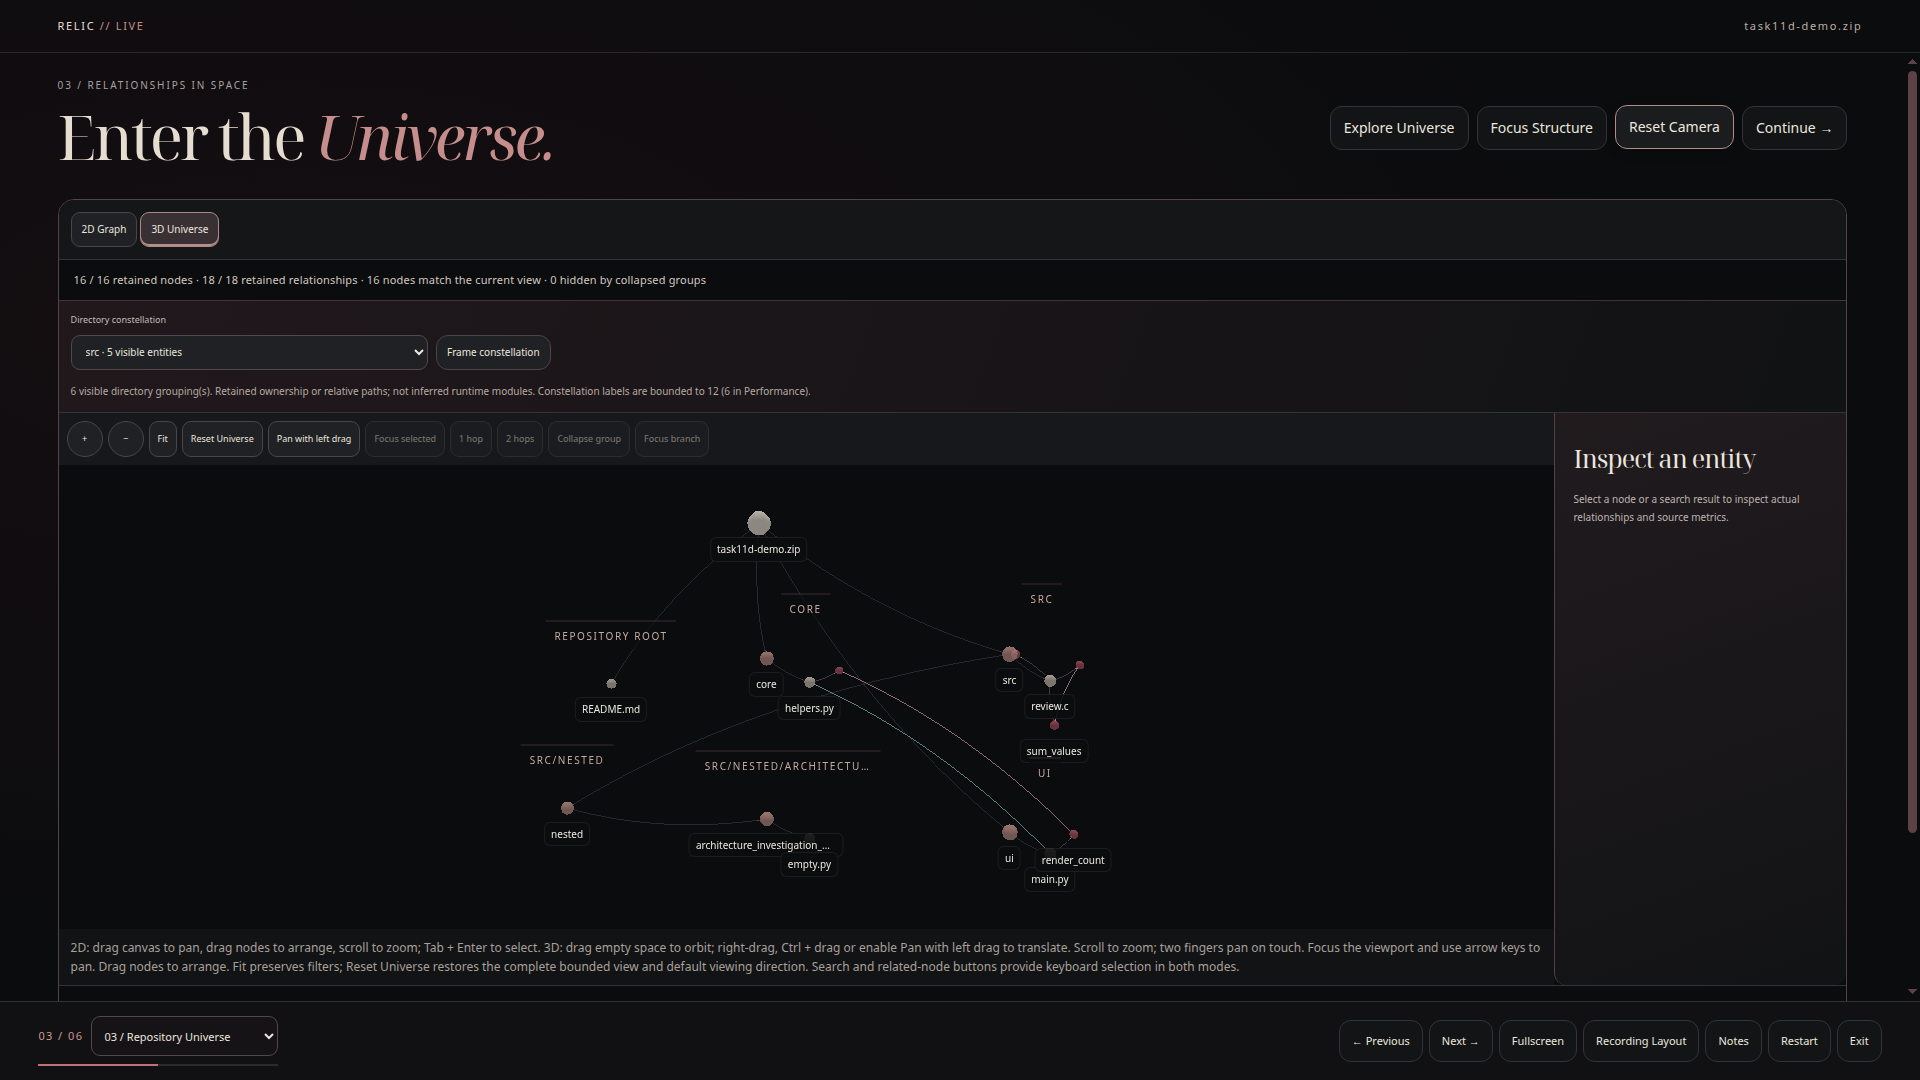 RELIC // LIVE
task11d-demo.zip
03 / RELATIONSHIPS IN SPACE
Enter the Universe.
Explore Universe
Focus Structure
Reset Camera
Continue →
2D Graph
3D Universe
16 / 16 retained nodes · 18 / 18 retained relationships · 16 nodes match the current view · 0 hidden by collapsed groups
Directory constellation
src · 5 visible entities
Frame constellation
6 visible directory grouping(s). Retained ownership or relative paths; not inferred runtime modules. Constellation labels are bounded to 12 (6 in Performance).
+
−
Fit
Reset Universe
Pan with left drag
Focus selected
1 hop
2 hops
Collapse group
Focus branch
Inspect an entity
Select a node or a search result to inspect actual
relationships and source metrics.
task11d-demo.zip
SRC
CORE
REPOSITORY ROOT
core
src
README.md
helpers.py
review.c
sum_values
SRC/NESTED
SRC/NESTED/ARCHITECTU…
UI
nested
architecture_investigation_…
empty.py
ui
render_count
main.py
2D: drag canvas to pan, drag nodes to arrange, scroll to zoom; Tab + Enter to select. 3D: drag empty space to orbit; right-drag, Ctrl + drag or enable Pan with left drag to translate. Scroll to zoom; two fingers pan on touch. Focus the viewport and use arrow keys to
pan. Drag nodes to arrange. Fit preserves filters; Reset Universe restores the complete bounded view and default viewing direction. Search and related-node buttons provide keyboard selection in both modes.
03 / 06
03 / Repository Universe
← Previous
Next →
Fullscreen
Recording Layout
Notes
Restart
Exit